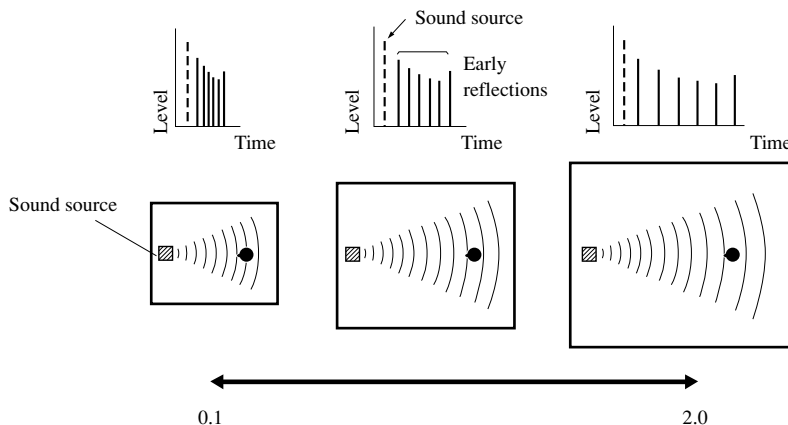 Sound source
Early
reflections
Level
Time
Level
Time
Level
Time
Sound source
0.1
2.0